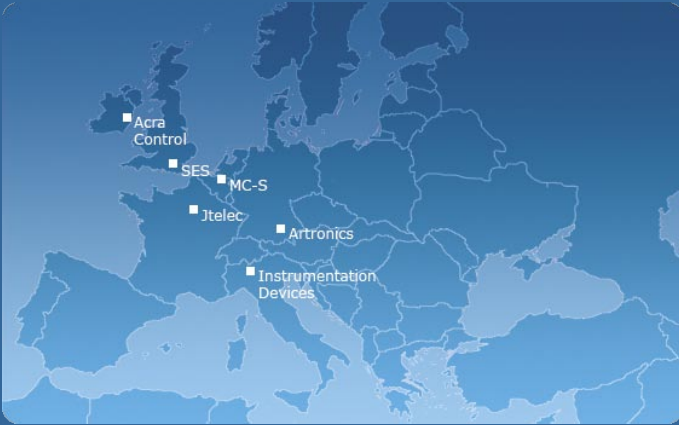 Acra
Control
SES
MC-S
Jtelec
Artronics
Instrumentation
Devices